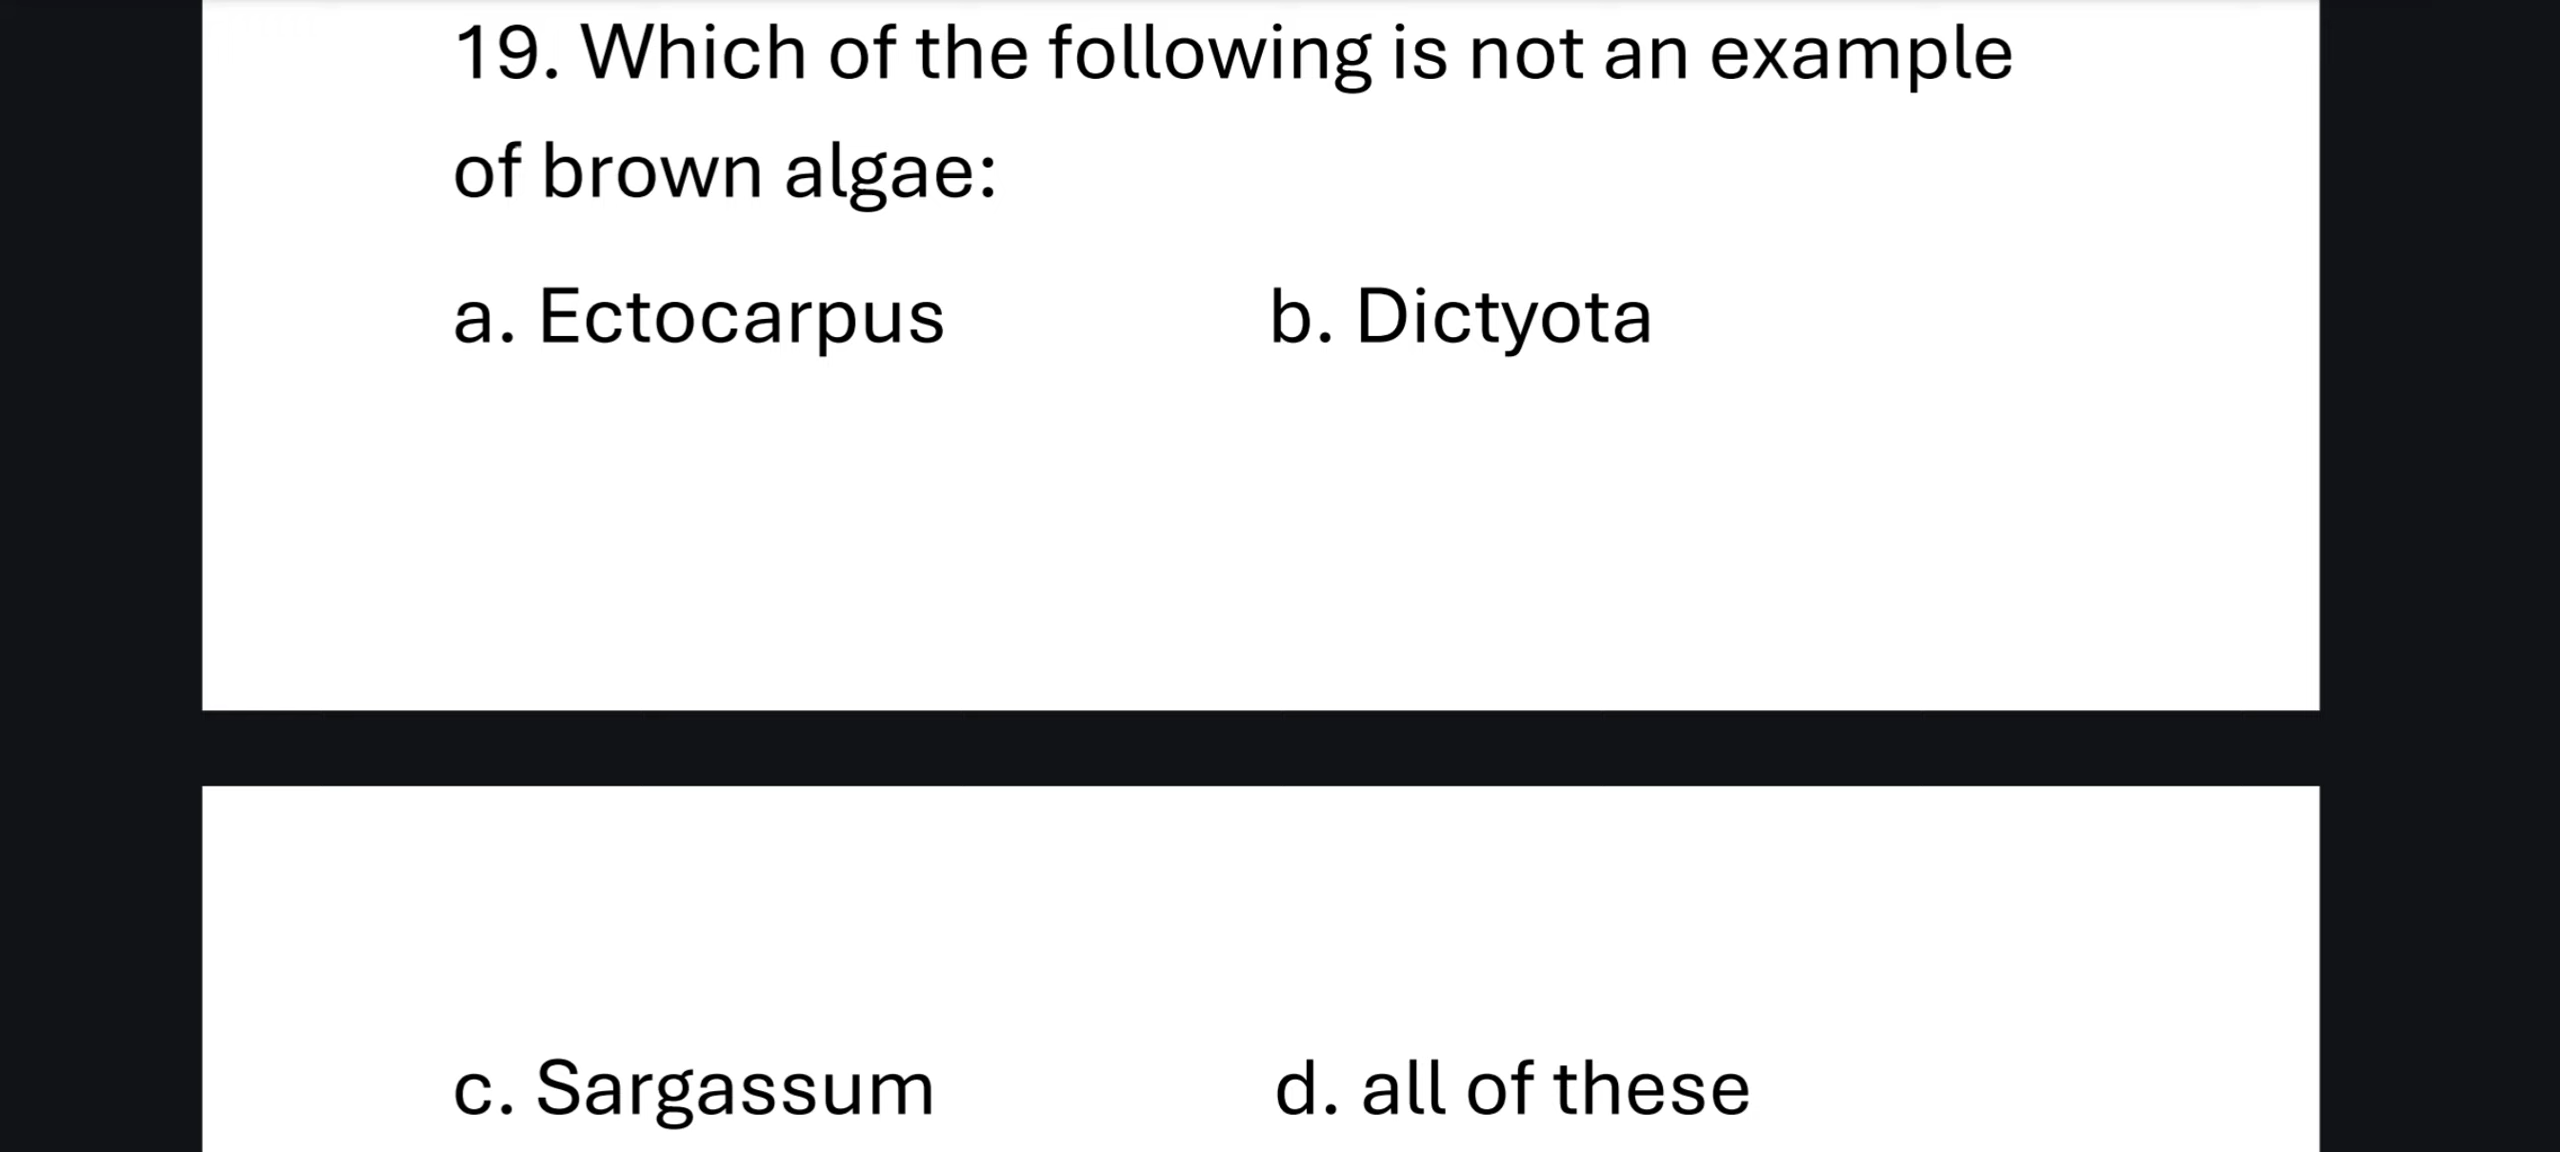 19. Which of the following is not an example
of brown algae:
a. Ectocarpus b. Dictyota
c. Sargassum d. all of these